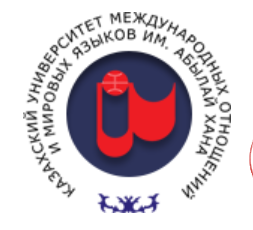 КАЗАХСКИЙ УНИВЕРСИТЕТ МЕЖДУНАРОДНЫХ ОТНОШЕНИЙ
И МИРОВЫХ ЯЗЫКОВ ИМ. АБЫЛАЙ ХАНА